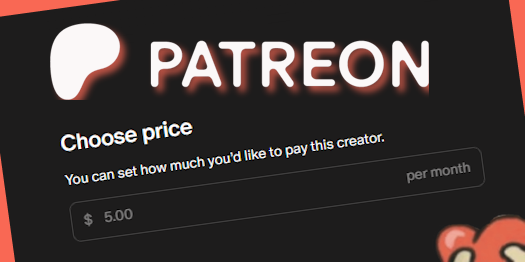 PATREON
Choose price
You can set how much you'd like to pay this creator.
$ 5.00 per month